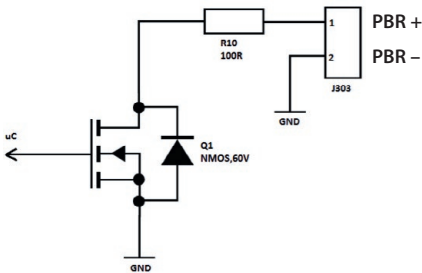 1 PBR +
R10
100R
2 PBR –
J303
GND
uC
Q1
NMOS,60V
GND